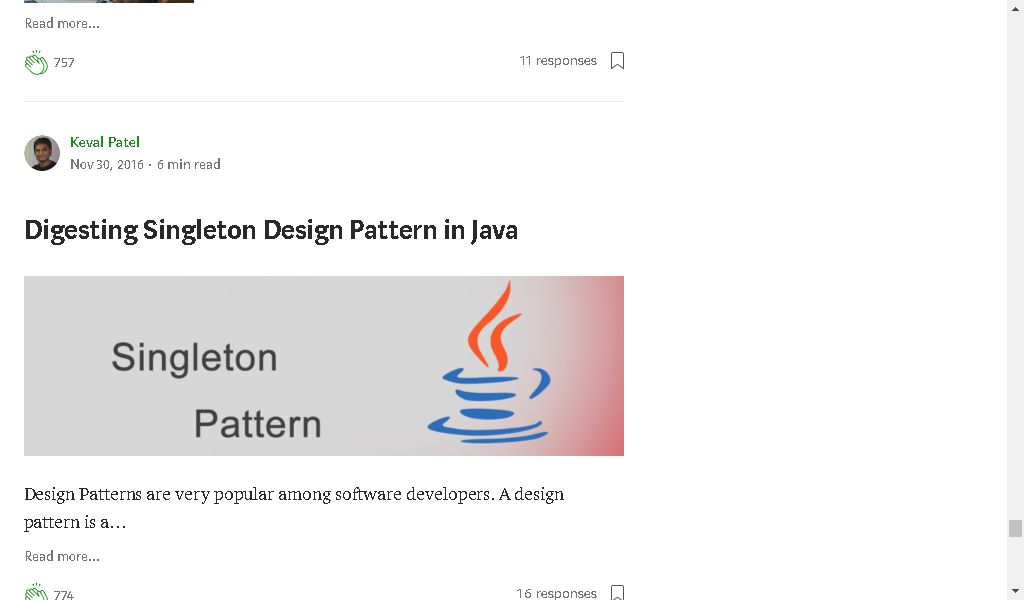 Read more...
757
11 responses
Keval Patel
Nov 30, 2016 · 6 min read
Digesting Singleton Design Pattern in Java
Singleton
Pattern
Design Patterns are very popular among software developers. A design
pattern is a...
Read more...
774
16 responses